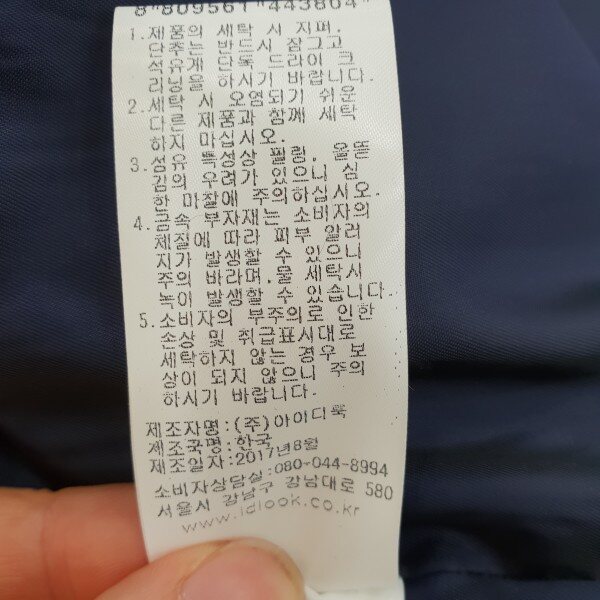 8"809561"443804"
1.제품의 세탁 시 지퍼,
단추는 반드시 잠그고
석유계 단독 드라이 크
리닝을 하시기 바랍니다.
2.세탁 시 오염되기 쉬운
다른 제품과 함께 세탁
하지 마십시오.
3.섬유 특성상 필링, 올뜯
김의 우려가 있으니 심
한 마찰에 주의하십시오.
4.금속 부자재는 소비자의
체질에 따라 피부 알러
지가 발생할 수 있으니
주의 바라며,물 세탁시
녹이 발생할 수 있습니다.
5.소비자의 부주의로 인한
손상 및 취급표시대로
세탁하지 않는 경우 보
상이 되지 않으니 주의
하시기 바랍니다.
제조자명:(주)아이디룩
제조국명:한국
제조일자:2017년8월
소비자상담실:080-044-8994
서울시 강남구 강남대로 580
www.idlook.co.kr